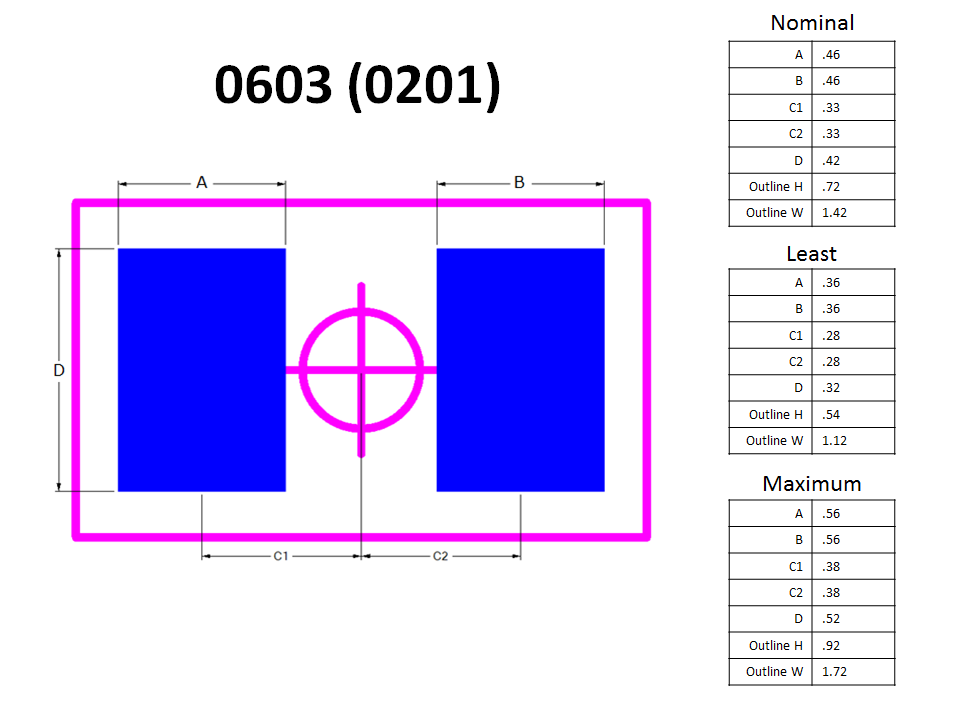 0603 (0201)
A
B
D
C1
C2
Nominal
A .46
B .46
C1 .33
C2 .33
D .42
Outline H .72
Outline W 1.42
Least
A .36
B .36
C1 .28
C2 .28
D .32
Outline H .54
Outline W 1.12
Maximum
A .56
B .56
C1 .38
C2 .38
D .52
Outline H .92
Outline W 1.72